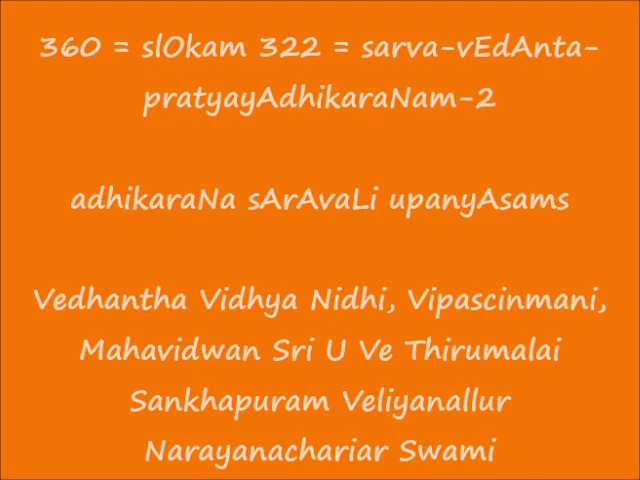 360 = slOkam 322 = sarva-vEdAnta-
pratyayAdhikaraNam-2
adhikaraNa sArAvaLi upanyAsams
Vedhantha Vidhya Nidhi, Vipascinmani,
Mahavidwan Sri U Ve Thirumalai
Sankhapuram Veliyanallur
Narayanachariar Swami